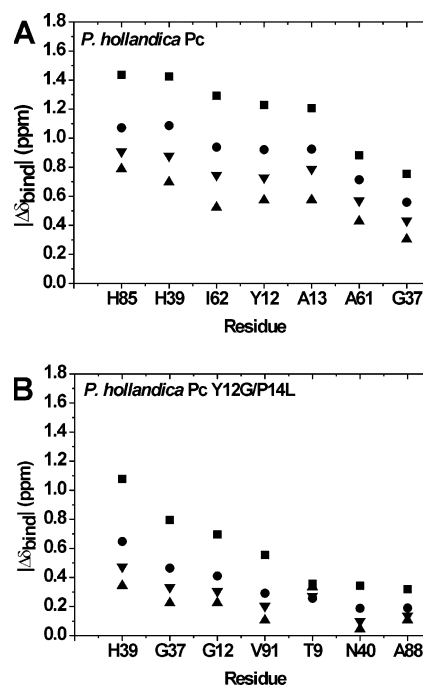 A
P. hollandica Pc
1.8
1.6
1.4
1.2
1.0
0.8
0.6
0.4
0.2
0.0
|Δδbind| (ppm)
H85 H39 I62 Y12 A13 A61 G37
Residue
B
P. hollandica Pc Y12G/P14L
1.8
1.6
1.4
1.2
1.0
0.8
0.6
0.4
0.2
0.0
|Δδbind| (ppm)
H39 G37 G12 V91 T9 N40 A88
Residue